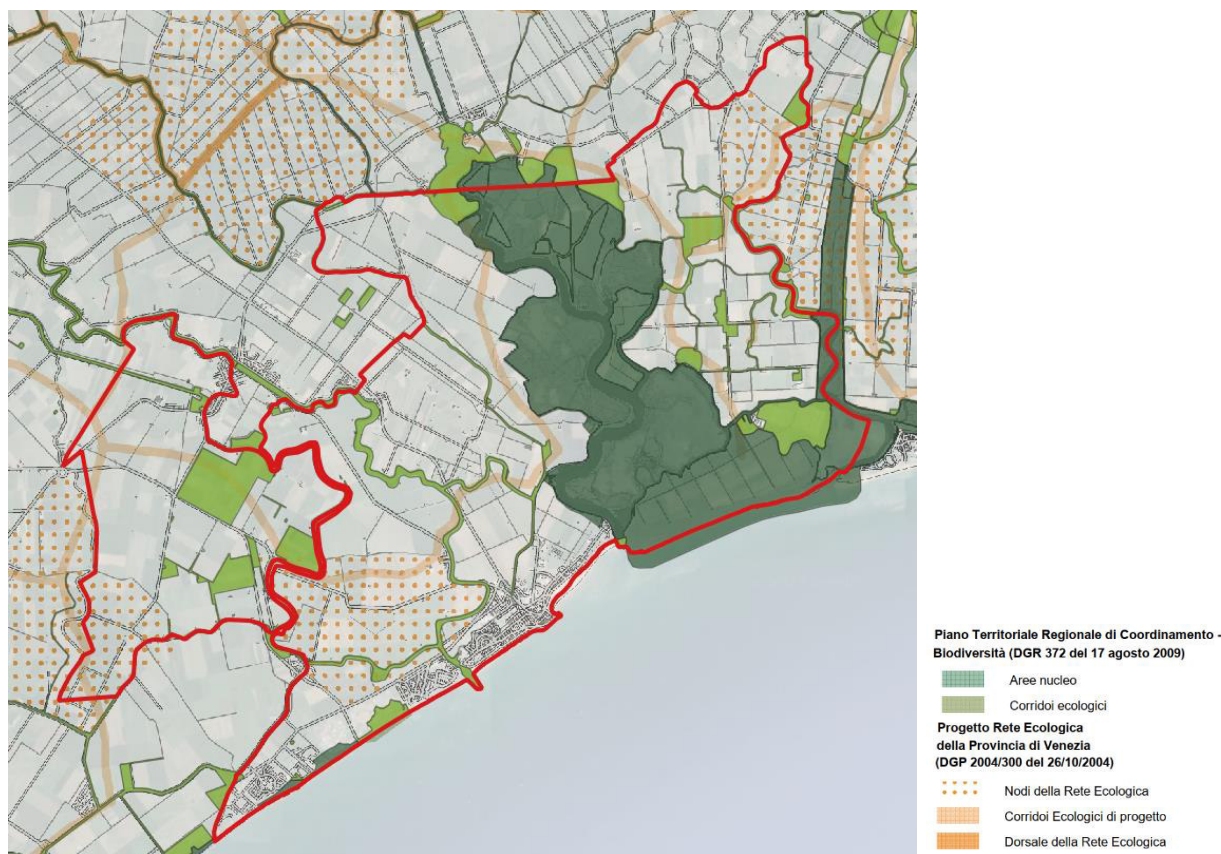 Piano Territoriale Regionale di Coordinamento -
Biodiversità (DGR 372 del 17 agosto 2009)
Aree nucleo
Corridoi ecologici
Progetto Rete Ecologica
della Provincia di Venezia
(DGP 2004/300 del 26/10/2004)
Nodi della Rete Ecologica
Corridoi Ecologici di progetto
Dorsale della Rete Ecologica